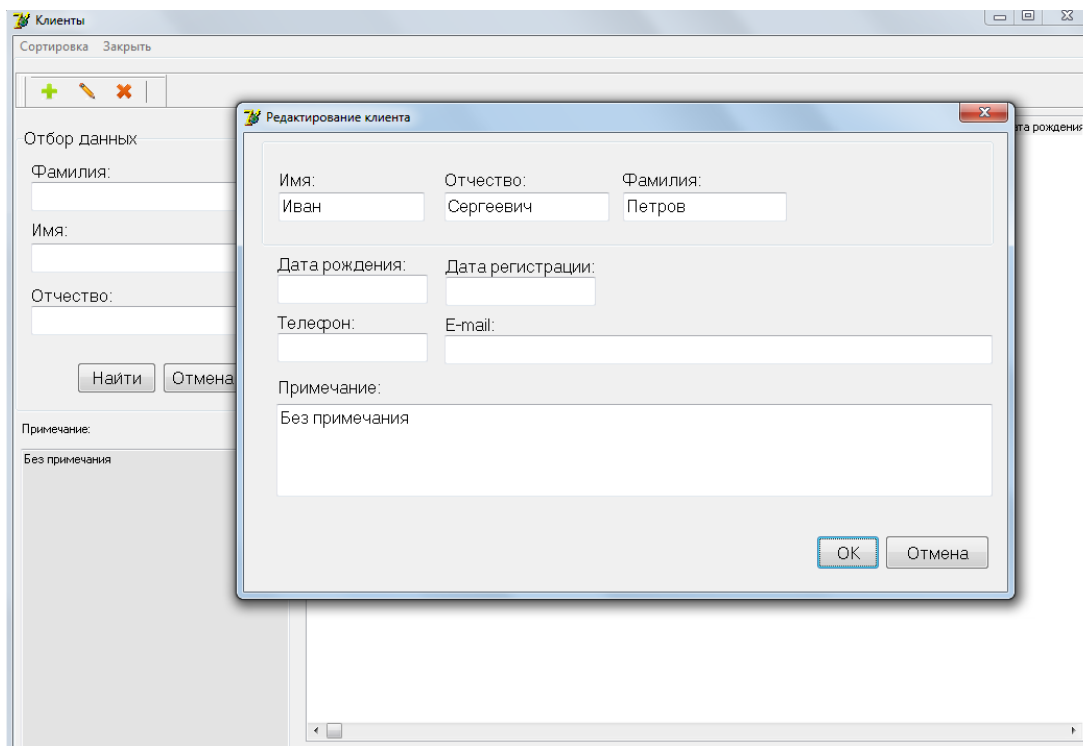 Клиенты
Сортировка Закрыть
Отбор данных
Фамилия:
Имя:
Отчество:
Найти Отмена
Примечание:
Без примечания
Редактирование клиента
Имя: Отчество: Фамилия:
Иван Сергеевич Петров
Дата рождения: Дата регистрации:
Телефон: E-mail:
Примечание:
Без примечания
OK Отмена
рождения